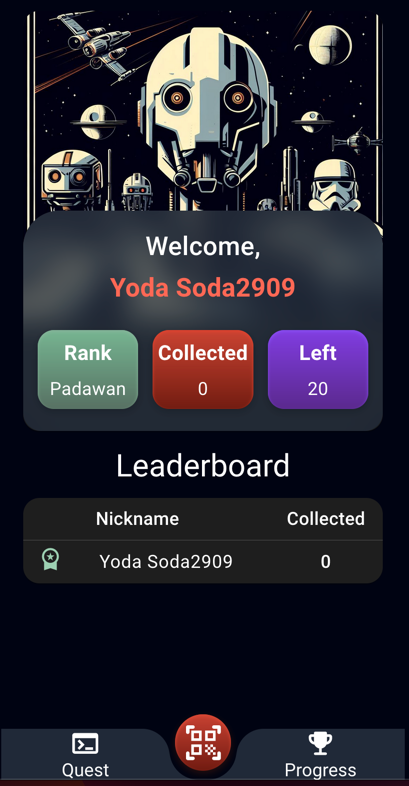 Welcome,
Yoda Soda2909
Rank Collected Left
Padawan 0 20
Leaderboard
Nickname Collected
Yoda Soda2909 0
Quest Progress